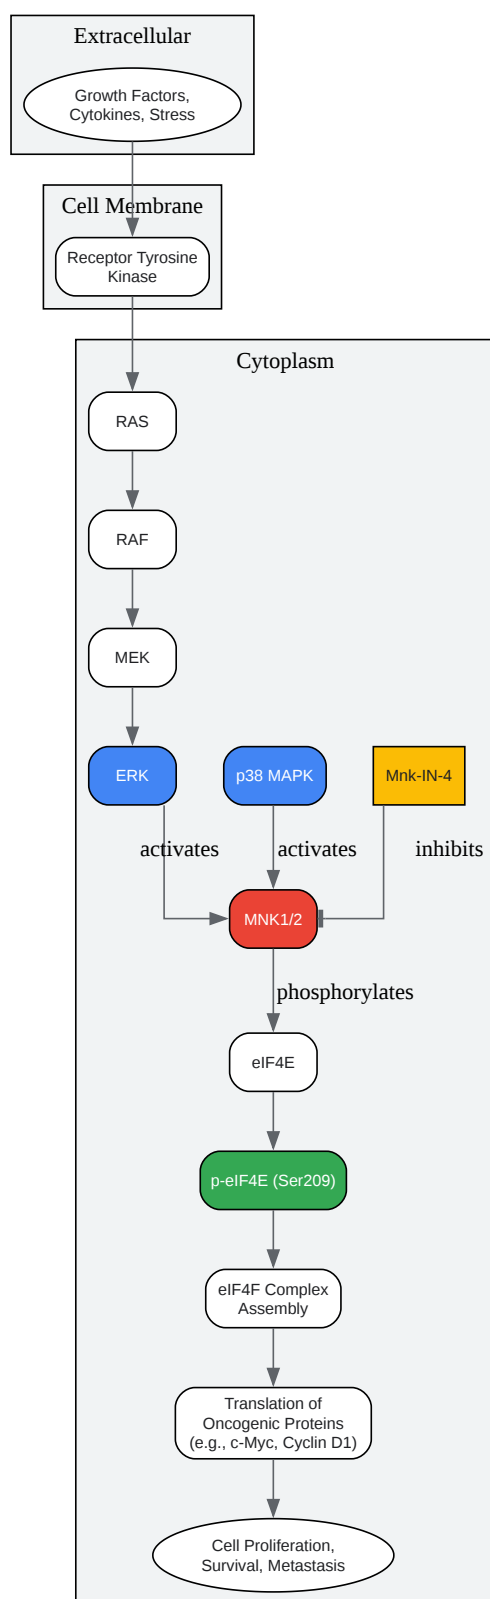 Extracellular
Growth Factors,
Cytokines, Stress
Cell Membrane
Receptor Tyrosine
Kinase
Cytoplasm
RAS
RAF
MEK
ERK
p38 MAPK
Mnk-IN-4
activates
activates
inhibits
MNK1/2
phosphorylates
eIF4E
p-eIF4E (Ser209)
eIF4F Complex
Assembly
Translation of
Oncogenic Proteins
(e.g., c-Myc, Cyclin D1)
Cell Proliferation,
Survival, Metastasis